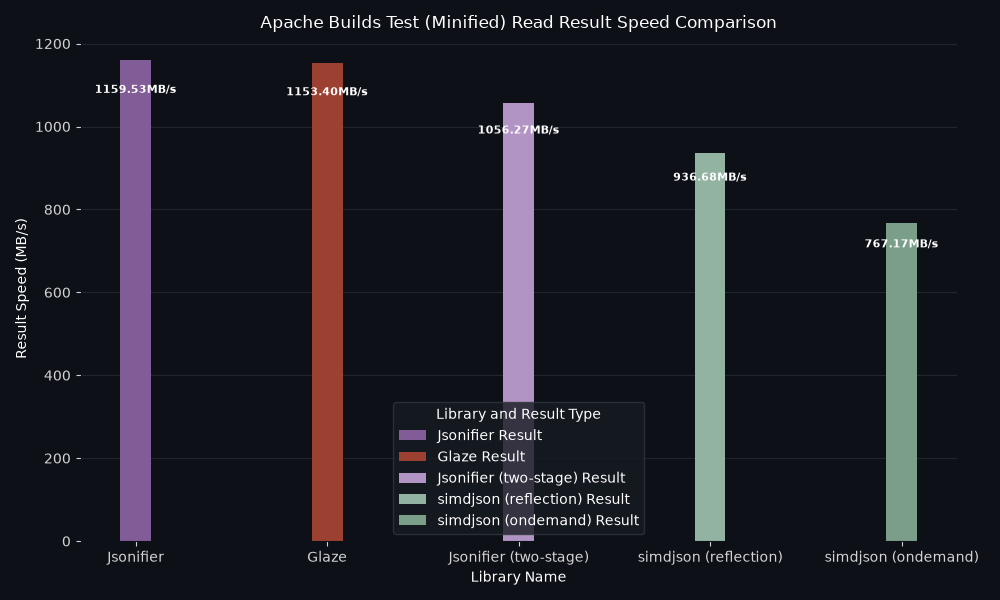 Apache Builds Test (Minified) Read Result Speed Comparison
Result Speed (MB/s)
1200
1000
800
600
400
200
0
1159.53MB/s
1153.40MB/s
1056.27MB/s
936.68MB/s
767.17MB/s
Library and Result Type
Jsonifier Result
Glaze Result
Jsonifier (two-stage) Result
simdjson (reflection) Result
simdjson (ondemand) Result
Jsonifier
Glaze
Jsonifier (two-stage)
simdjson (reflection)
simdjson (ondemand)
Library Name